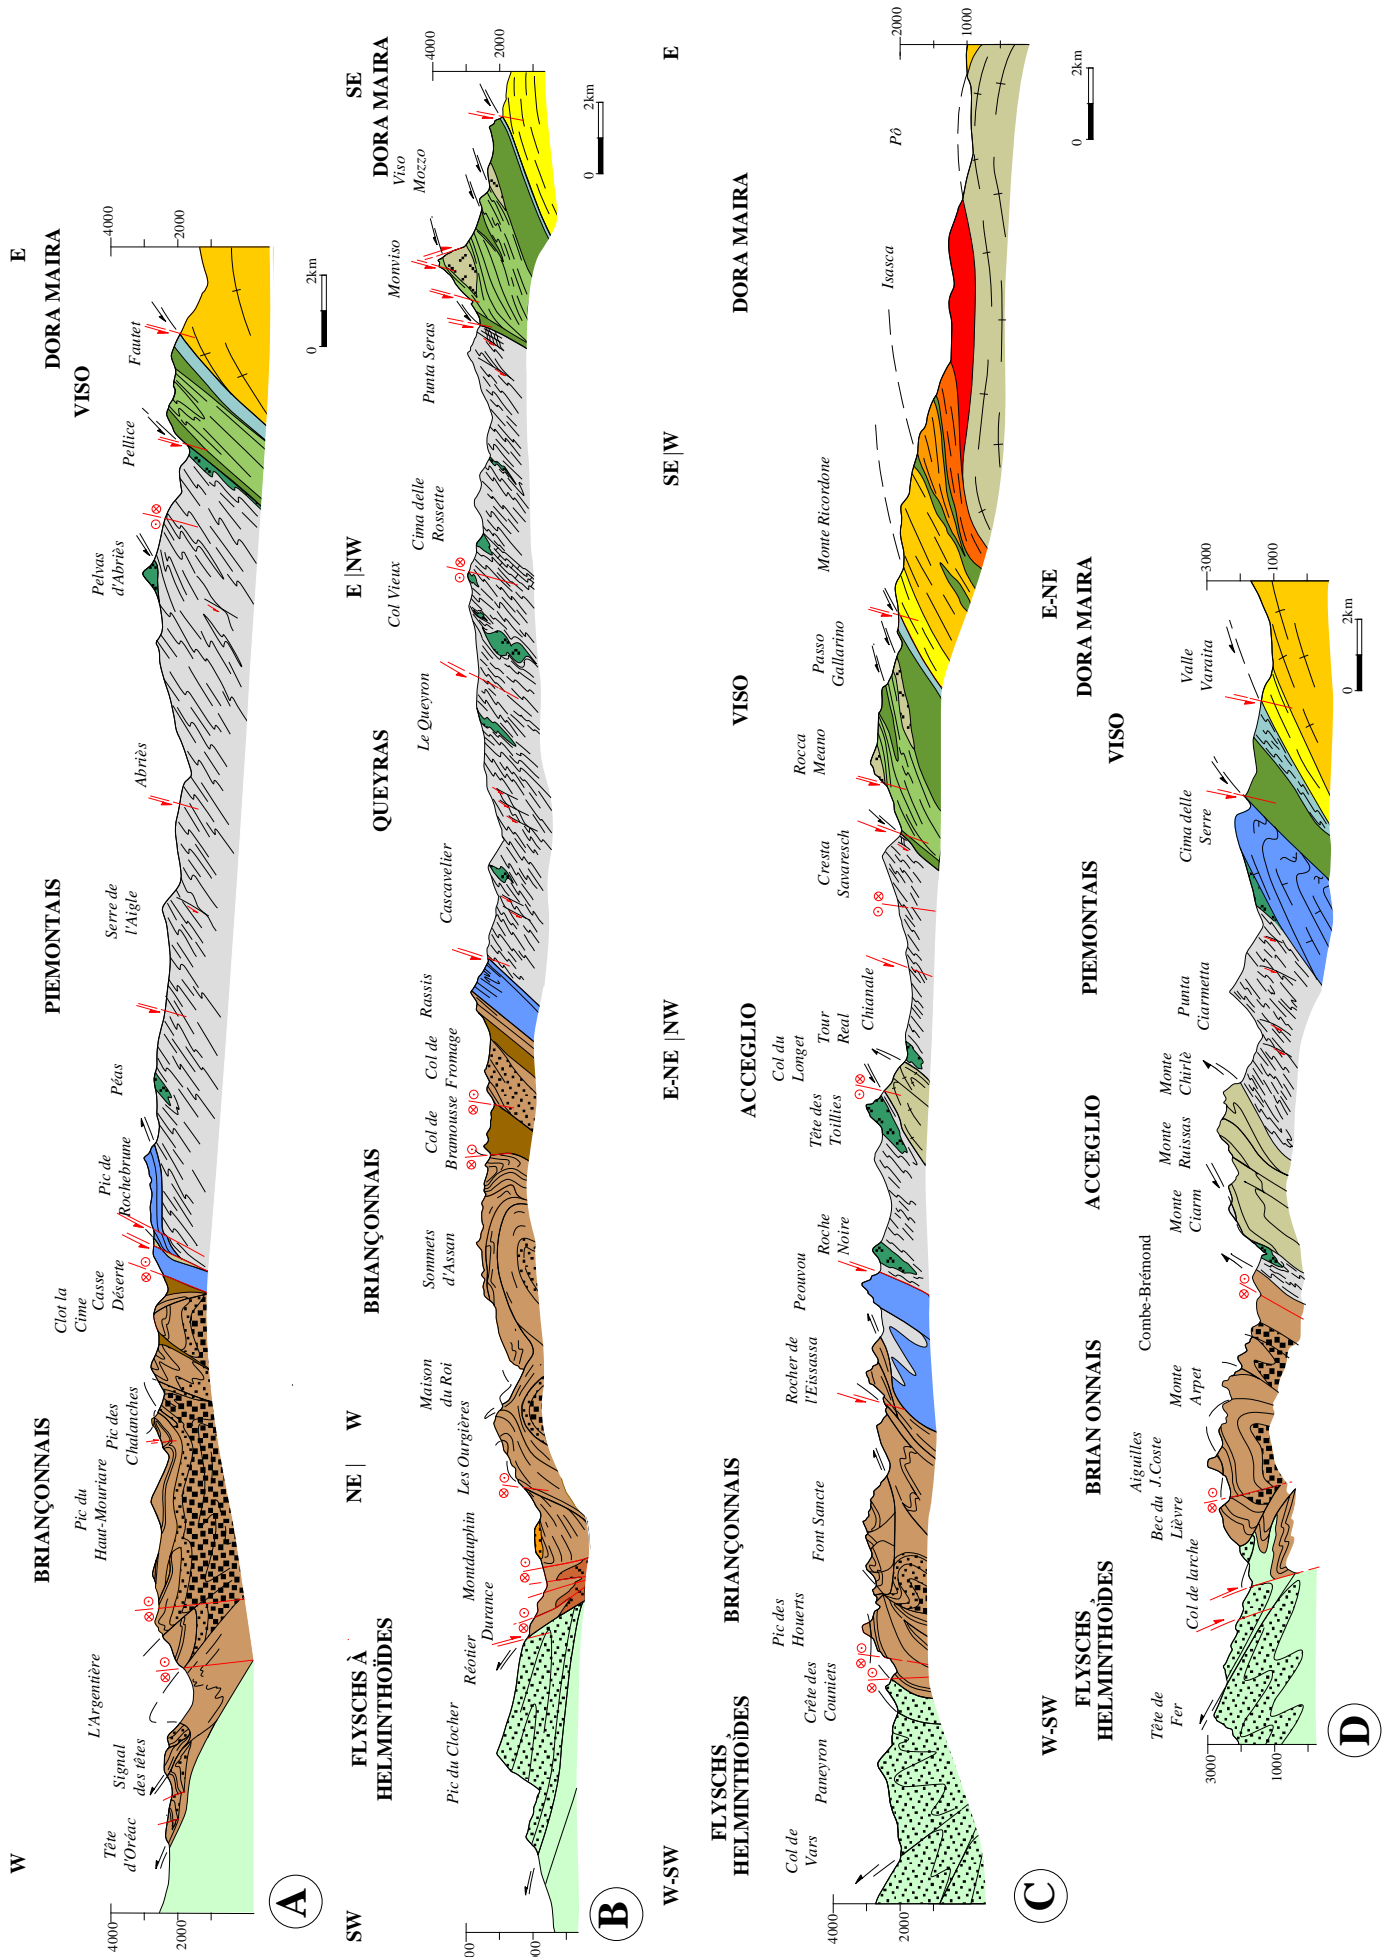 W
E
BRIANÇONNAIS
PIEMONTAIS
VISO
DORA MAIRA
4000
2000
Tête
d'Oréac
Signal
des têtes
L'Argentière
Pic du
Haut-Mouriare
Pic des
Chalanches
Clot la
Cime
Casse
Déserte
Pic de
Rochebrune
Péas
Serre de
l'Aigle
Abriès
Pelvas
d'Abriès
Pellice
Fautet
4000
2000
0
2km
A
SW
NE |
W
E |NW
SE
FLYSCHS À
HELMINTHOÏDES
BRIANÇONNAIS
QUEYRAS
DORA MAIRA
00
000
Pic du Clocher
Réotier
Durance
Montdauphin
Les Ourgières
Maison
du Roi
Sommets
d'Assan
Col de
Bramousse
Col de
Fromage
Rassis
Cascavelier
Le Queyron
Col Vieux
Cima delle
Rossette
Punta Seras
Monviso
Viso
Mozzo
4000
2000
0
2km
B
W-SW
E-NE |NW
SE|W
E
FLYSCHS
HELMINTHOÏDES
BRIANÇONNAIS
ACCEGLIO
VISO
DORA MAIRA
4000
2000
Col de
Vars
Paneyron
Crête des
Couniets
Pic des
Houerts
Font Sancte
Rocher de
l'Eissassa
Peouvou
Roche
Noire
Tête des
Toillies
Col du
Longet
Tour
Real
Chianale
Cresta
Savaresch
Rocca
Meano
Passo
Gallarino
Monte Ricordone
Isasca
Pô
2000
1000
0
2km
C
W-SW
E-NE
FLYSCHS
HELMINTHOÏDES
BRIAN ONNAIS
ACCEGLIO
PIEMONTAIS
VISO
DORA MAIRA
3000
1000
Tête de
Fer
Col de larche
Bec du
Lièvre
Aiguilles
J.Coste
Monte
Arpet
Combe-Brémond
Monte
Ciarm
Monte
Ruissas
Monte
Chirlè
Punta
Ciarmetta
Cima delle
Serre
Valle
Varaita
3000
1000
0
2km
D